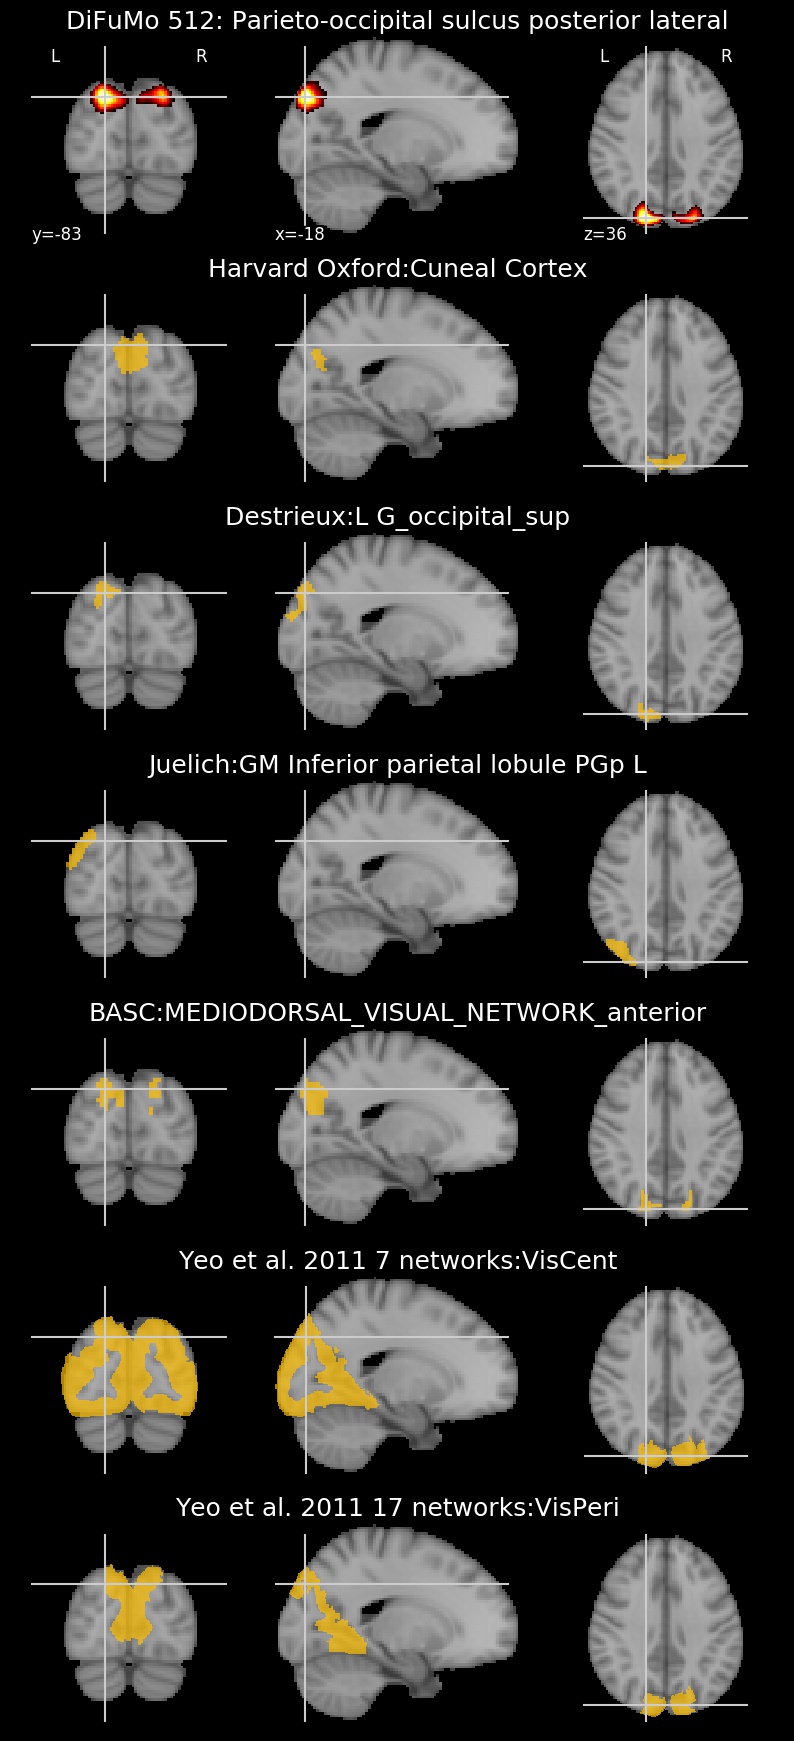 DiFuMo 512: Parieto-occipital sulcus posterior lateral
L R L R
y=-83 x=-18 z=36
Harvard Oxford:Cuneal Cortex
Destrieux:L G_occipital_sup
Juelich:GM Inferior parietal lobule PGp L
BASC:MEDIODORSAL_VISUAL_NETWORK_anterior
Yeo et al. 2011 7 networks:VisCent
Yeo et al. 2011 17 networks:VisPeri